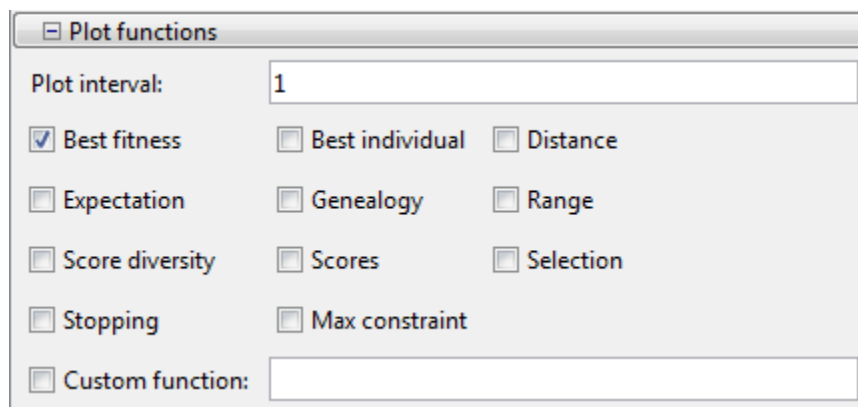 Plot functions
Plot interval: 1
Best fitness Best individual Distance
Expectation Genealogy Range
Score diversity Scores Selection
Stopping Max constraint
Custom function: